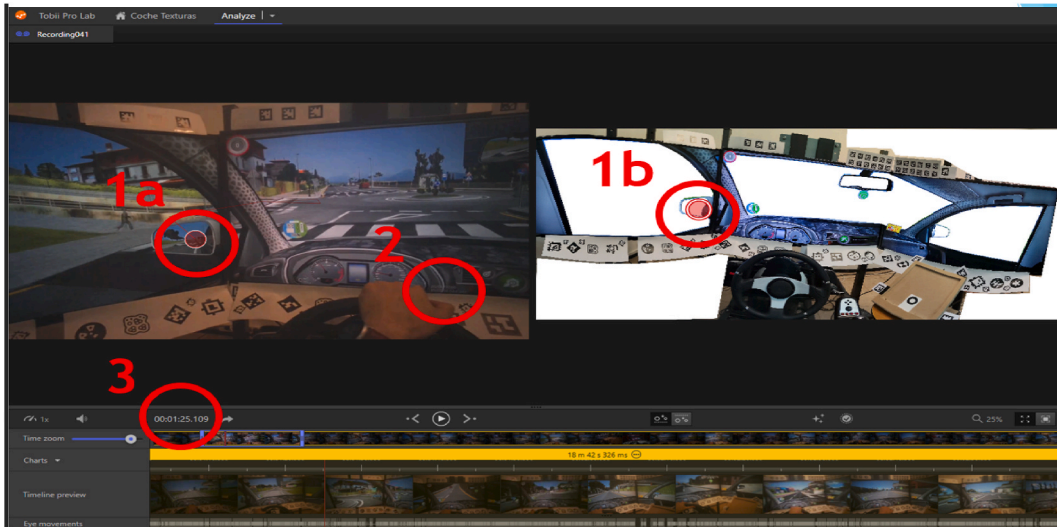 Tobii Pro Lab Coche Texturas Analyze
Recording041
1a
1b
2
3
1x 00:01:25.109 25%
Time zoom
18 m 42 s 326 ms
Charts
Timeline preview
Eye movements